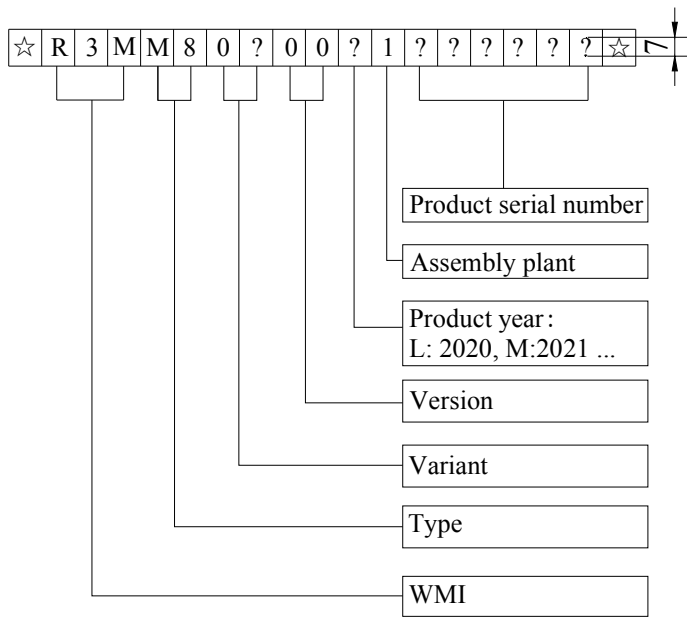 ☆ R 3 M M 8 0 ? 0 0 ? 1 ? ? ? ? ? ? ☆
7
Product serial number
Assembly plant
Product year:
L: 2020, M:2021 ...
Version
Variant
Type
WMI